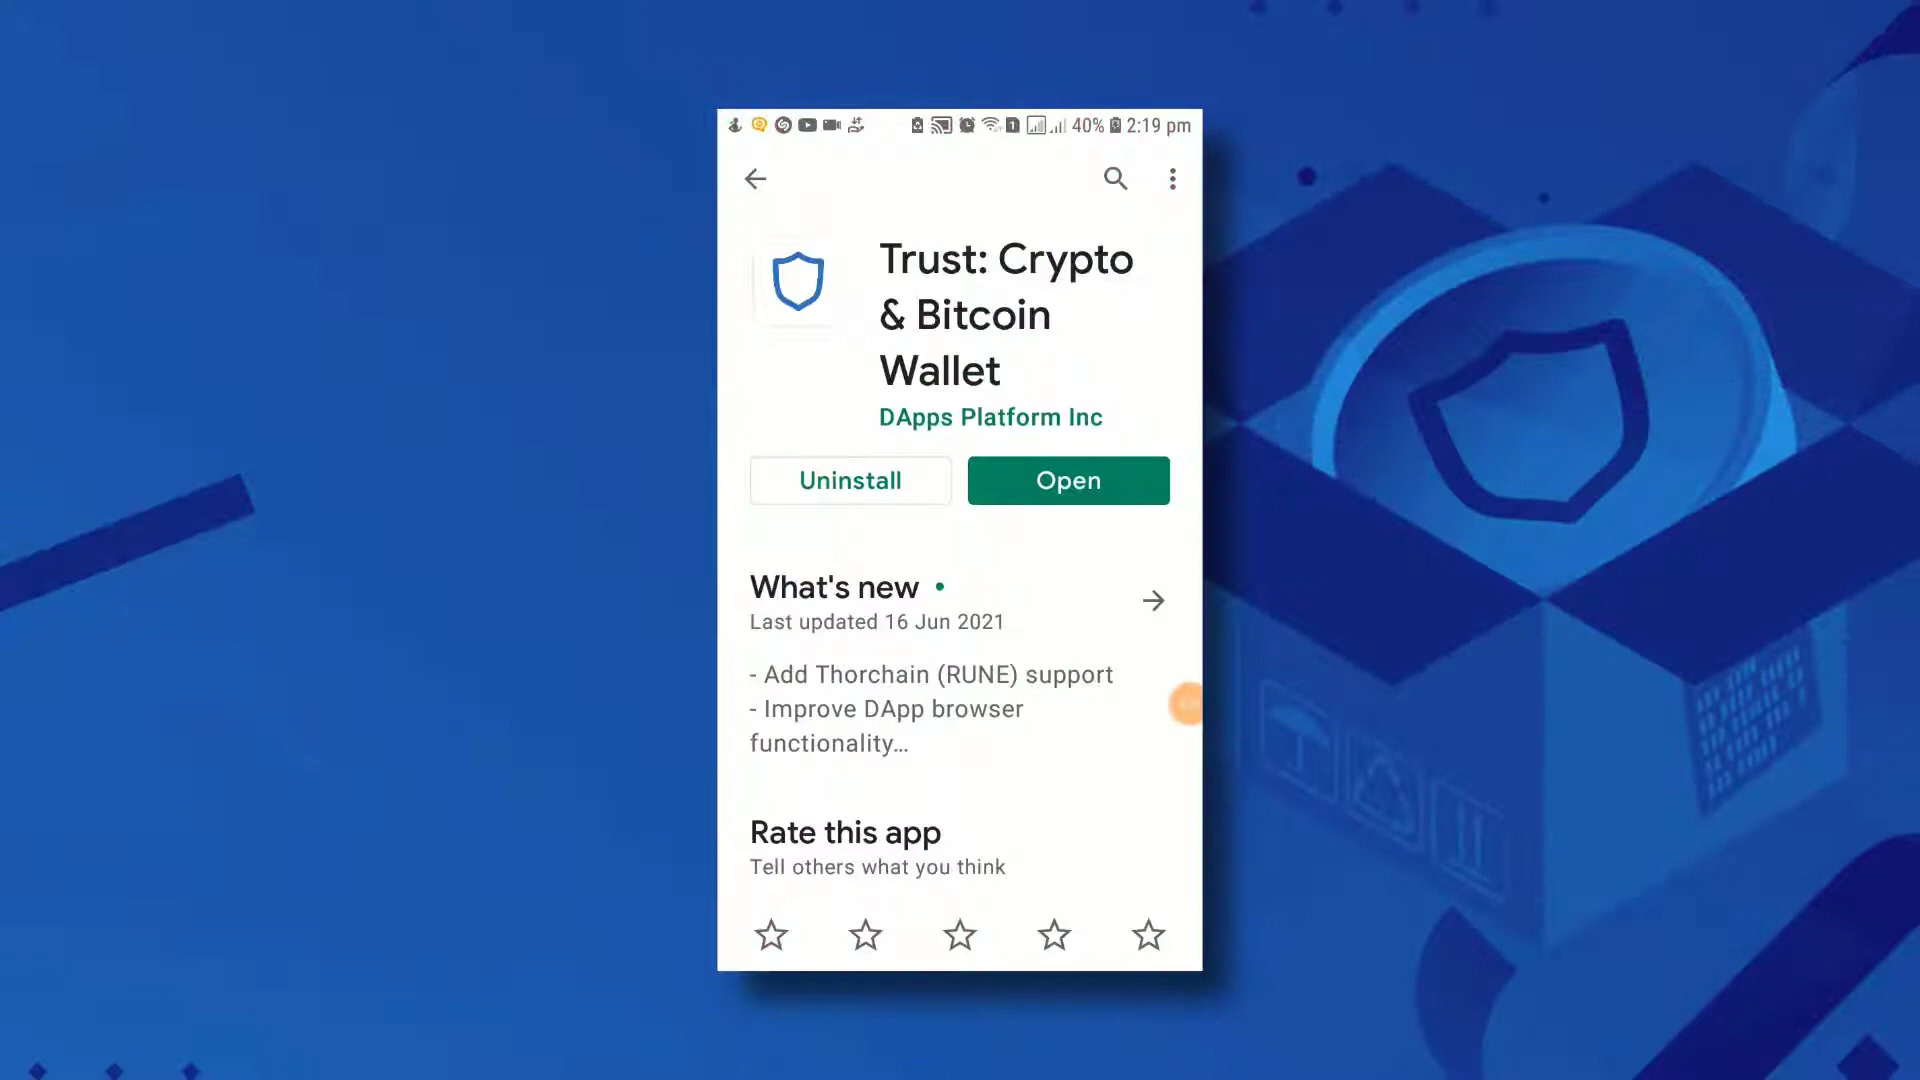 40% 2:19 pm
Trust: Crypto
& Bitcoin
Wallet
DApps Platform Inc
Uninstall
Open
What's new
Last updated 16 Jun 2021
- Add Thorchain (RUNE) support
- Improve DApp browser
functionality...
Rate this app
Tell others what you think